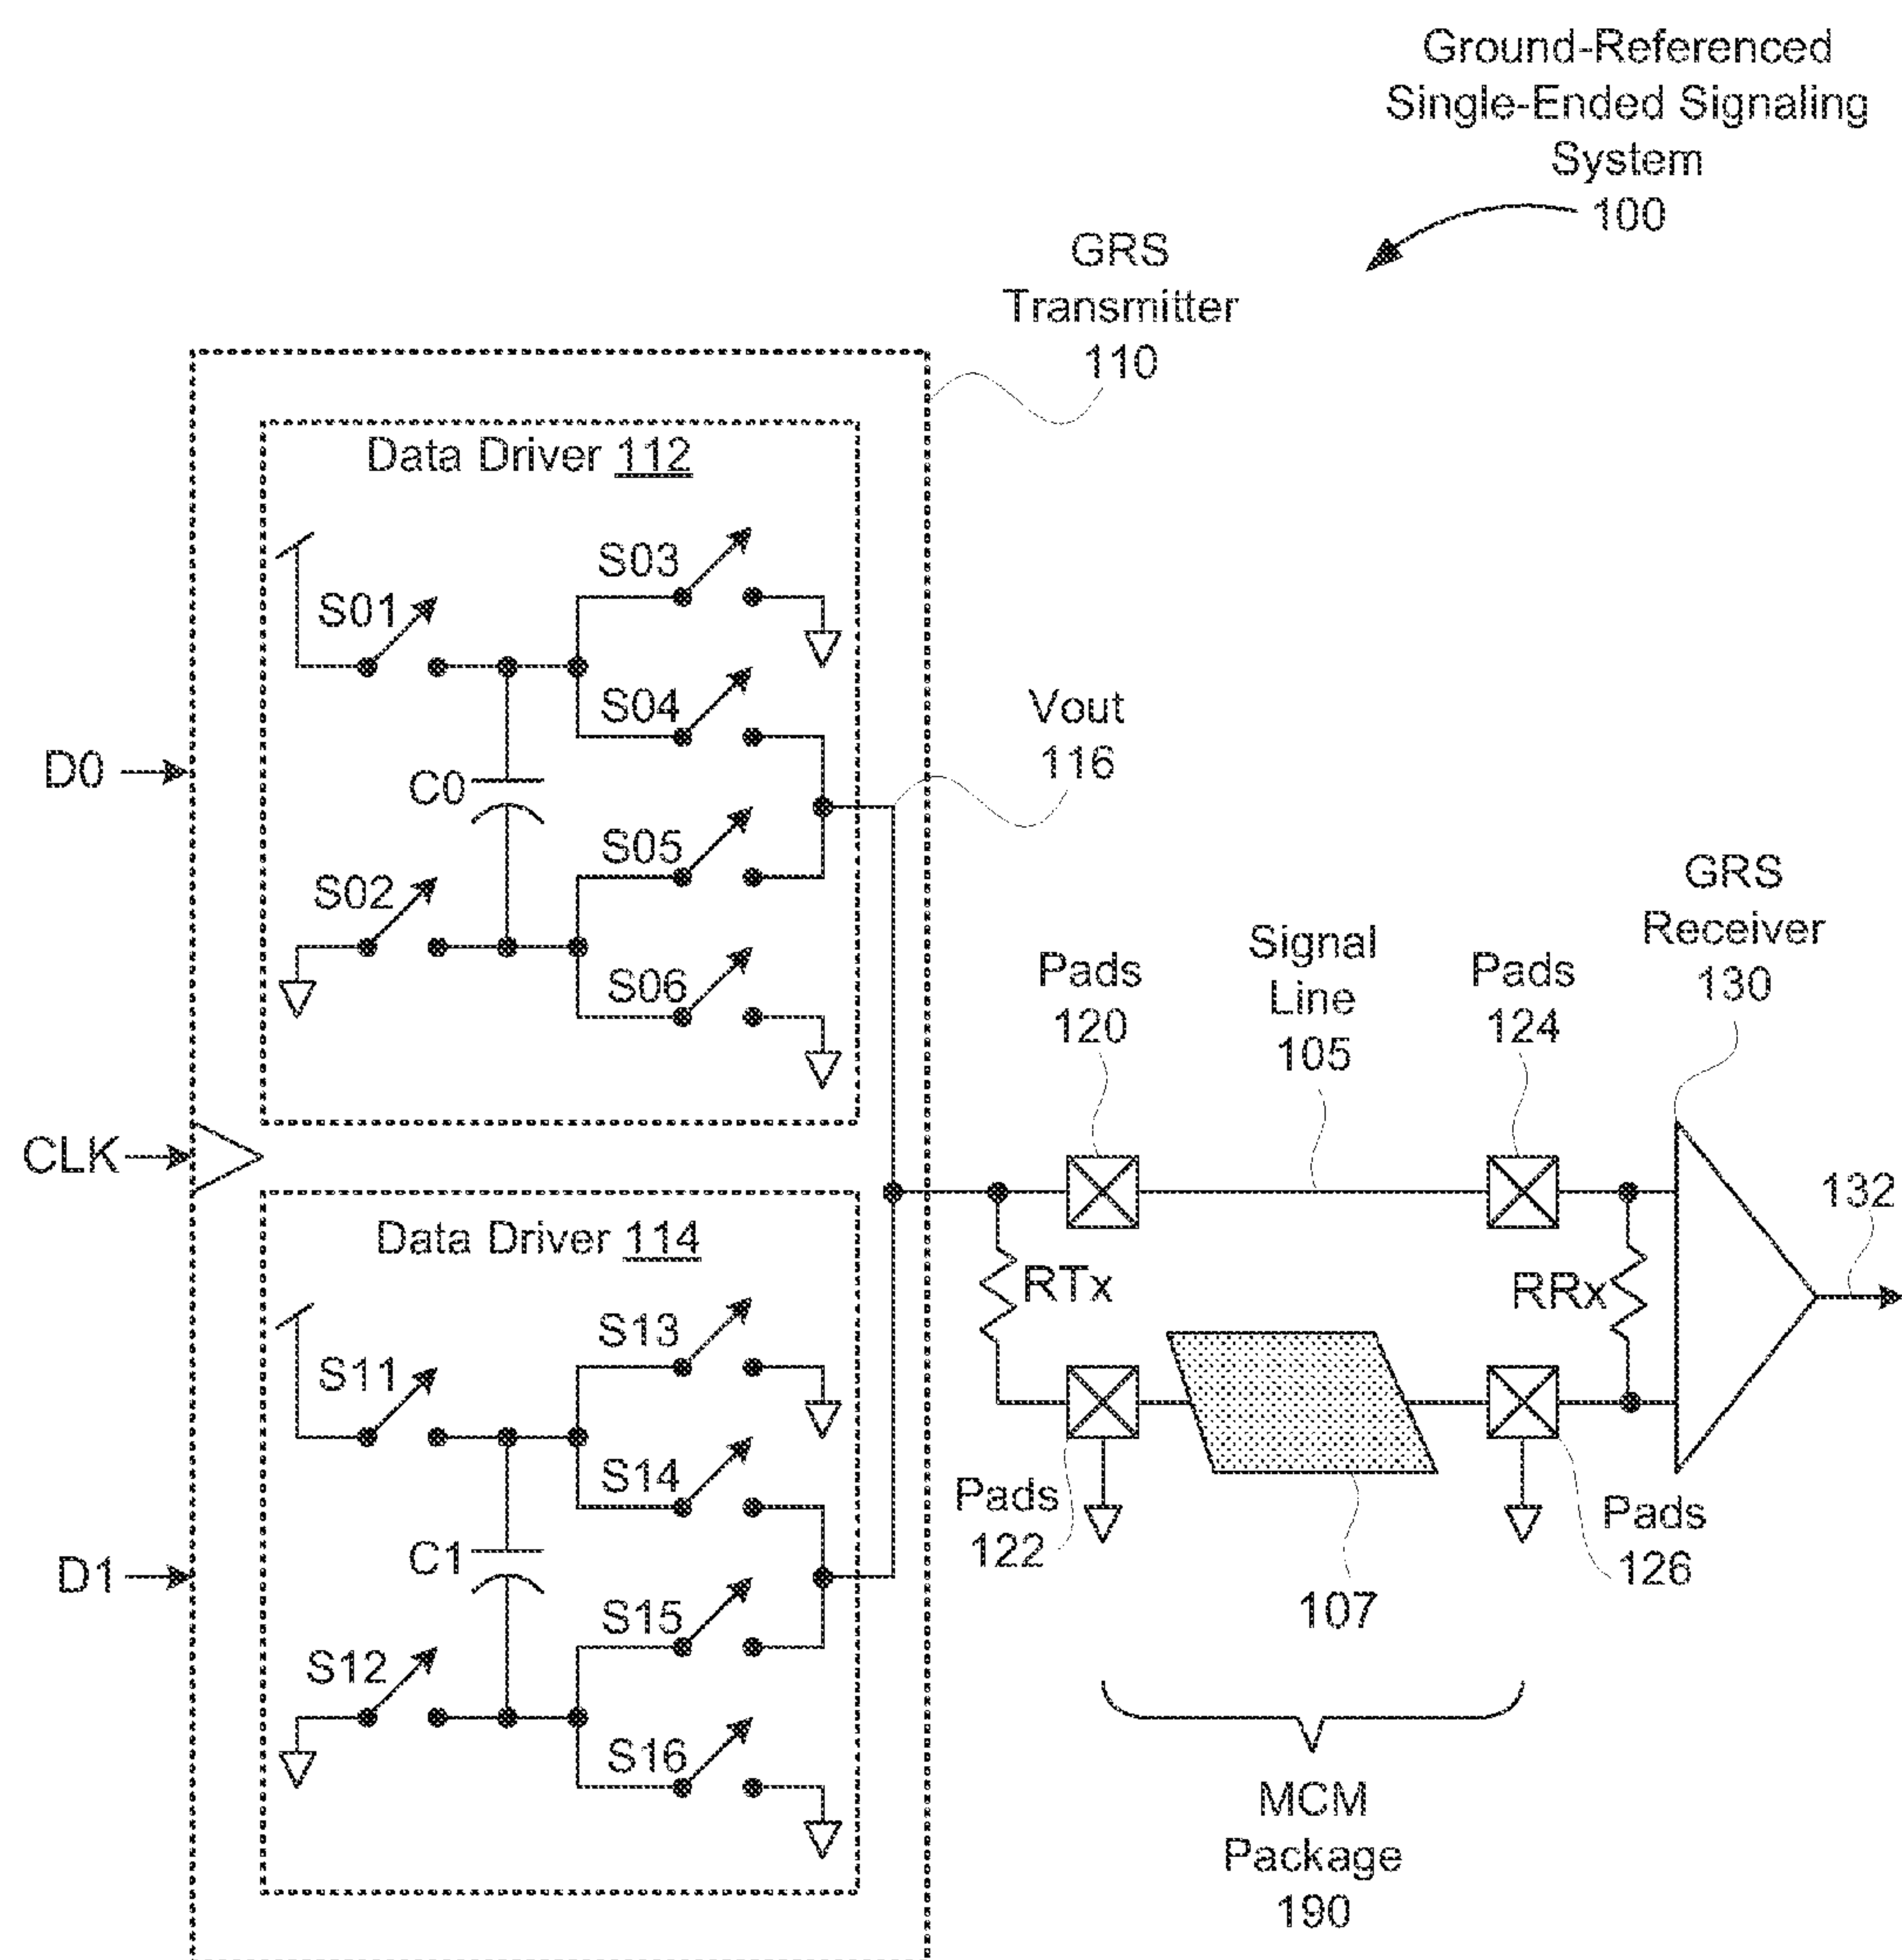 Ground-Referenced
Single-Ended Signaling
System
100
GRS
Transmitter
110
Data Driver 112
S01
S03
S04
Vout
116
D0
C0
S05
S02
S06
GRS
Receiver
130
Pads
120
Signal
Line
105
Pads
124
CLK
132
Data Driver 114
RTx
RRx
S11
S13
S14
Pads
122
Pads
126
107
D1
C1
S15
S12
S16
MCM
Package
190